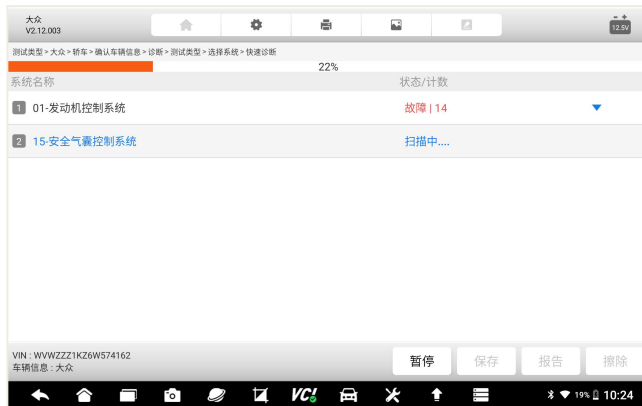 大众
V2.12.003
12.5V
测试类型 > 大众 > 轿车 > 确认车辆信息 > 诊断 > 测试类型 > 选择系统 > 快速诊断
22%
系统名称 状态/计数
1 01-发动机控制系统 故障 | 14
2 15-安全气囊控制系统 扫描中....
VIN : WVWZZZ1KZ6W574162
车辆信息 : 大众
暂停 保存 报告 擦除
VCI 19% 10:24